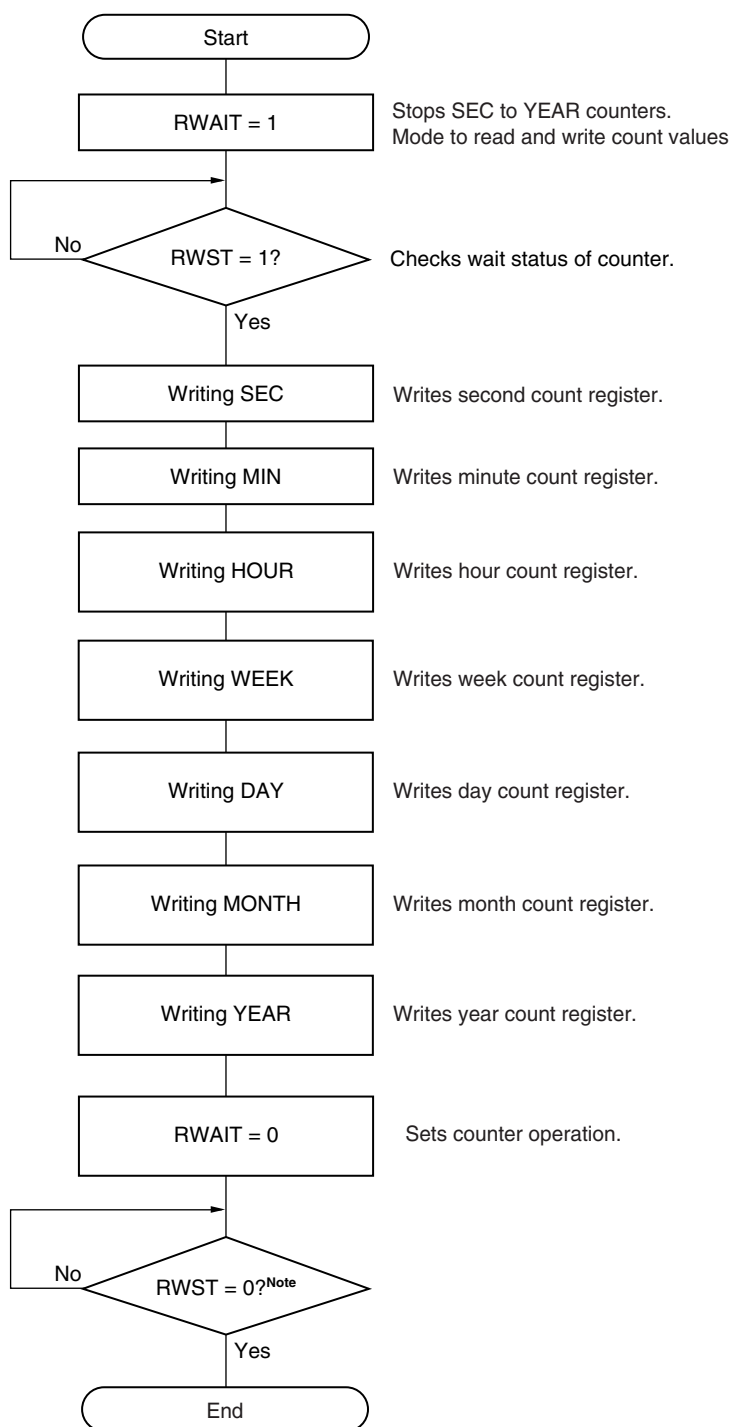 Start
RWAIT = 1
Stops SEC to YEAR counters.
Mode to read and write count values
No
RWST = 1?
Checks wait status of counter.
Yes
Writing SEC
Writes second count register.
Writing MIN
Writes minute count register.
Writing HOUR
Writes hour count register.
Writing WEEK
Writes week count register.
Writing DAY
Writes day count register.
Writing MONTH
Writes month count register.
Writing YEAR
Writes year count register.
RWAIT = 0
Sets counter operation.
No
RWST = 0?Note
Yes
End